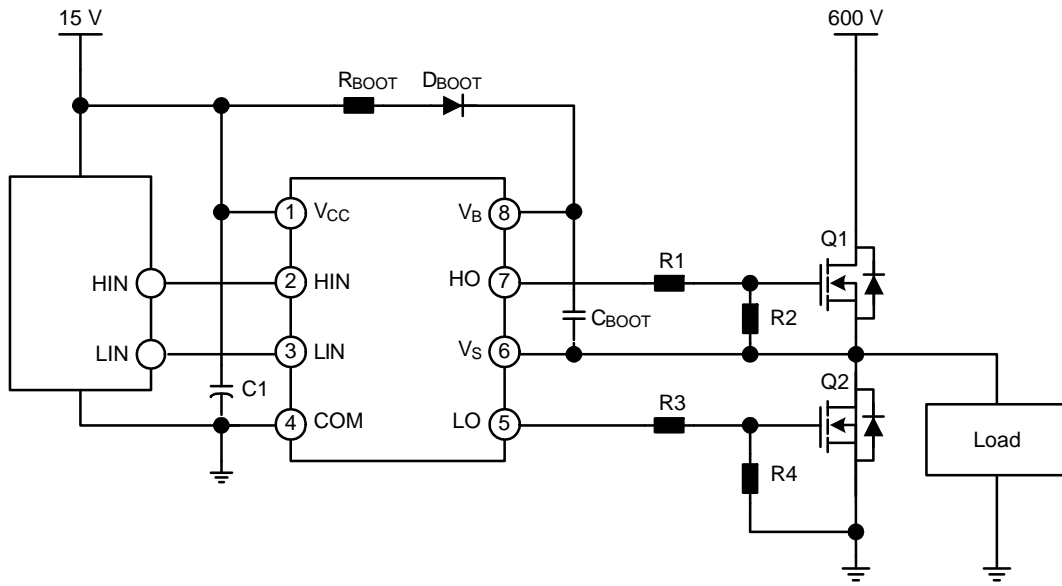 15 V
600 V
RBOOT
DBOOT
1
VCC
VB
8
Q1
HIN
2
HIN
HO
7
R1
R2
CBOOT
LIN
3
LIN
VS
6
Q2
C1
4
COM
LO
5
R3
Load
R4